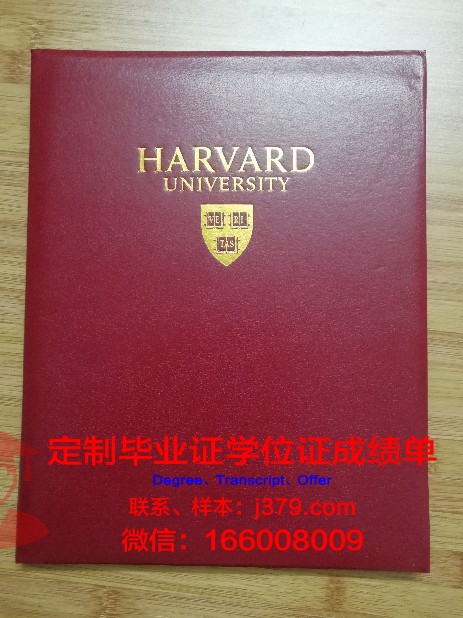 HARVARD
UNIVERSITY
VE RI
TAS
定制毕业证学位证成绩单
Degree、Transcript、Offer
联系、样本：j379.com
微信：166008009